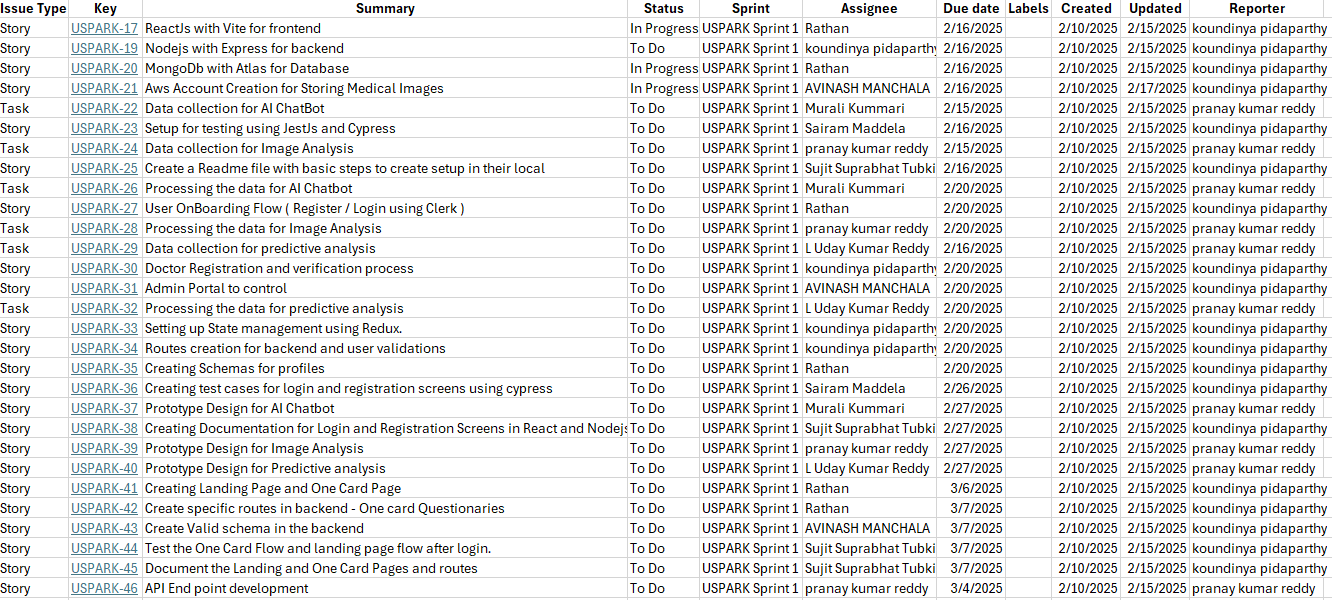 Issue Type Key Summary Status Sprint Assignee Due date Labels Created Updated Reporter
Story USPARK-17 ReactJs with Vite for frontend In Progress USPARK Sprint 1 Rathan 2/16/2025 2/10/2025 2/15/2025 koundinya pidaparthy
Story USPARK-19 Nodejs with Express for backend To Do USPARK Sprint 1 koundinya pidaparthy 2/16/2025 2/10/2025 2/15/2025 koundinya pidaparthy
Story USPARK-20 MongoDb with Atlas for Database In Progress USPARK Sprint 1 Rathan 2/16/2025 2/10/2025 2/15/2025 koundinya pidaparthy
Story USPARK-21 Aws Account Creation for Storing Medical Images In Progress USPARK Sprint 1 AVINASH MANCHALA 2/16/2025 2/10/2025 2/17/2025 koundinya pidaparthy
Task USPARK-22 Data collection for AI ChatBot To Do USPARK Sprint 1 Murali Kummari 2/15/2025 2/10/2025 2/15/2025 pranay kumar reddy
Story USPARK-23 Setup for testing using JestJs and Cypress To Do USPARK Sprint 1 Sairam Maddela 2/16/2025 2/10/2025 2/15/2025 koundinya pidaparthy
Task USPARK-24 Data collection for Image Analysis To Do USPARK Sprint 1 pranay kumar reddy 2/15/2025 2/10/2025 2/15/2025 pranay kumar reddy
Story USPARK-25 Create a Readme file with basic steps to create setup in their local To Do USPARK Sprint 1 Sujit Suprabhat Tubki 2/16/2025 2/10/2025 2/15/2025 koundinya pidaparthy
Task USPARK-26 Processing the data for AI Chatbot To Do USPARK Sprint 1 Murali Kummari 2/20/2025 2/10/2025 2/15/2025 pranay kumar reddy
Story USPARK-27 User OnBoarding Flow ( Register / Login using Clerk ) To Do USPARK Sprint 1 Rathan 2/20/2025 2/10/2025 2/15/2025 koundinya pidaparthy
Task USPARK-28 Processing the data for Image Analysis To Do USPARK Sprint 1 pranay kumar reddy 2/20/2025 2/10/2025 2/15/2025 pranay kumar reddy
Task USPARK-29 Data collection for predictive analysis To Do USPARK Sprint 1 L Uday Kumar Reddy 2/16/2025 2/10/2025 2/15/2025 pranay kumar reddy
Story USPARK-30 Doctor Registration and verification process To Do USPARK Sprint 1 koundinya pidaparthy 2/20/2025 2/10/2025 2/15/2025 koundinya pidaparthy
Story USPARK-31 Admin Portal to control To Do USPARK Sprint 1 AVINASH MANCHALA 2/20/2025 2/10/2025 2/15/2025 koundinya pidaparthy
Task USPARK-32 Processing the data for predictive analysis To Do USPARK Sprint 1 L Uday Kumar Reddy 2/20/2025 2/10/2025 2/15/2025 pranay kumar reddy
Story USPARK-33 Setting up State management using Redux. To Do USPARK Sprint 1 koundinya pidaparthy 2/20/2025 2/10/2025 2/15/2025 koundinya pidaparthy
Story USPARK-34 Routes creation for backend and user validations To Do USPARK Sprint 1 koundinya pidaparthy 2/20/2025 2/10/2025 2/15/2025 koundinya pidaparthy
Story USPARK-35 Creating Schemas for profiles To Do USPARK Sprint 1 Rathan 2/20/2025 2/10/2025 2/15/2025 koundinya pidaparthy
Story USPARK-36 Creating test cases for login and registration screens using cypress To Do USPARK Sprint 1 Sairam Maddela 2/26/2025 2/10/2025 2/15/2025 koundinya pidaparthy
Story USPARK-37 Prototype Design for AI Chatbot To Do USPARK Sprint 1 Murali Kummari 2/27/2025 2/10/2025 2/15/2025 pranay kumar reddy
Story USPARK-38 Creating Documentation for Login and Registration Screens in React and Nodejs To Do USPARK Sprint 1 Sujit Suprabhat Tubki 2/27/2025 2/10/2025 2/15/2025 koundinya pidaparthy
Story USPARK-39 Prototype Design for Image Analysis To Do USPARK Sprint 1 pranay kumar reddy 2/27/2025 2/10/2025 2/15/2025 pranay kumar reddy
Story USPARK-40 Prototype Design for Predictive analysis To Do USPARK Sprint 1 L Uday Kumar Reddy 2/27/2025 2/10/2025 2/15/2025 pranay kumar reddy
Story USPARK-41 Creating Landing Page and One Card Page To Do USPARK Sprint 1 Rathan 3/6/2025 2/10/2025 2/15/2025 koundinya pidaparthy
Story USPARK-42 Create specific routes in backend - One card Questionaries To Do USPARK Sprint 1 Rathan 3/7/2025 2/10/2025 2/15/2025 koundinya pidaparthy
Story USPARK-43 Create Valid schema in the backend To Do USPARK Sprint 1 AVINASH MANCHALA 3/7/2025 2/10/2025 2/15/2025 koundinya pidaparthy
Story USPARK-44 Test the One Card Flow and landing page flow after login. To Do USPARK Sprint 1 Sujit Suprabhat Tubki 3/7/2025 2/10/2025 2/15/2025 koundinya pidaparthy
Story USPARK-45 Document the Landing and One Card Pages and routes To Do USPARK Sprint 1 Sujit Suprabhat Tubki 3/7/2025 2/10/2025 2/15/2025 koundinya pidaparthy
Story USPARK-46 API End point development To Do USPARK Sprint 1 pranay kumar reddy 3/4/2025 2/10/2025 2/15/2025 pranay kumar reddy